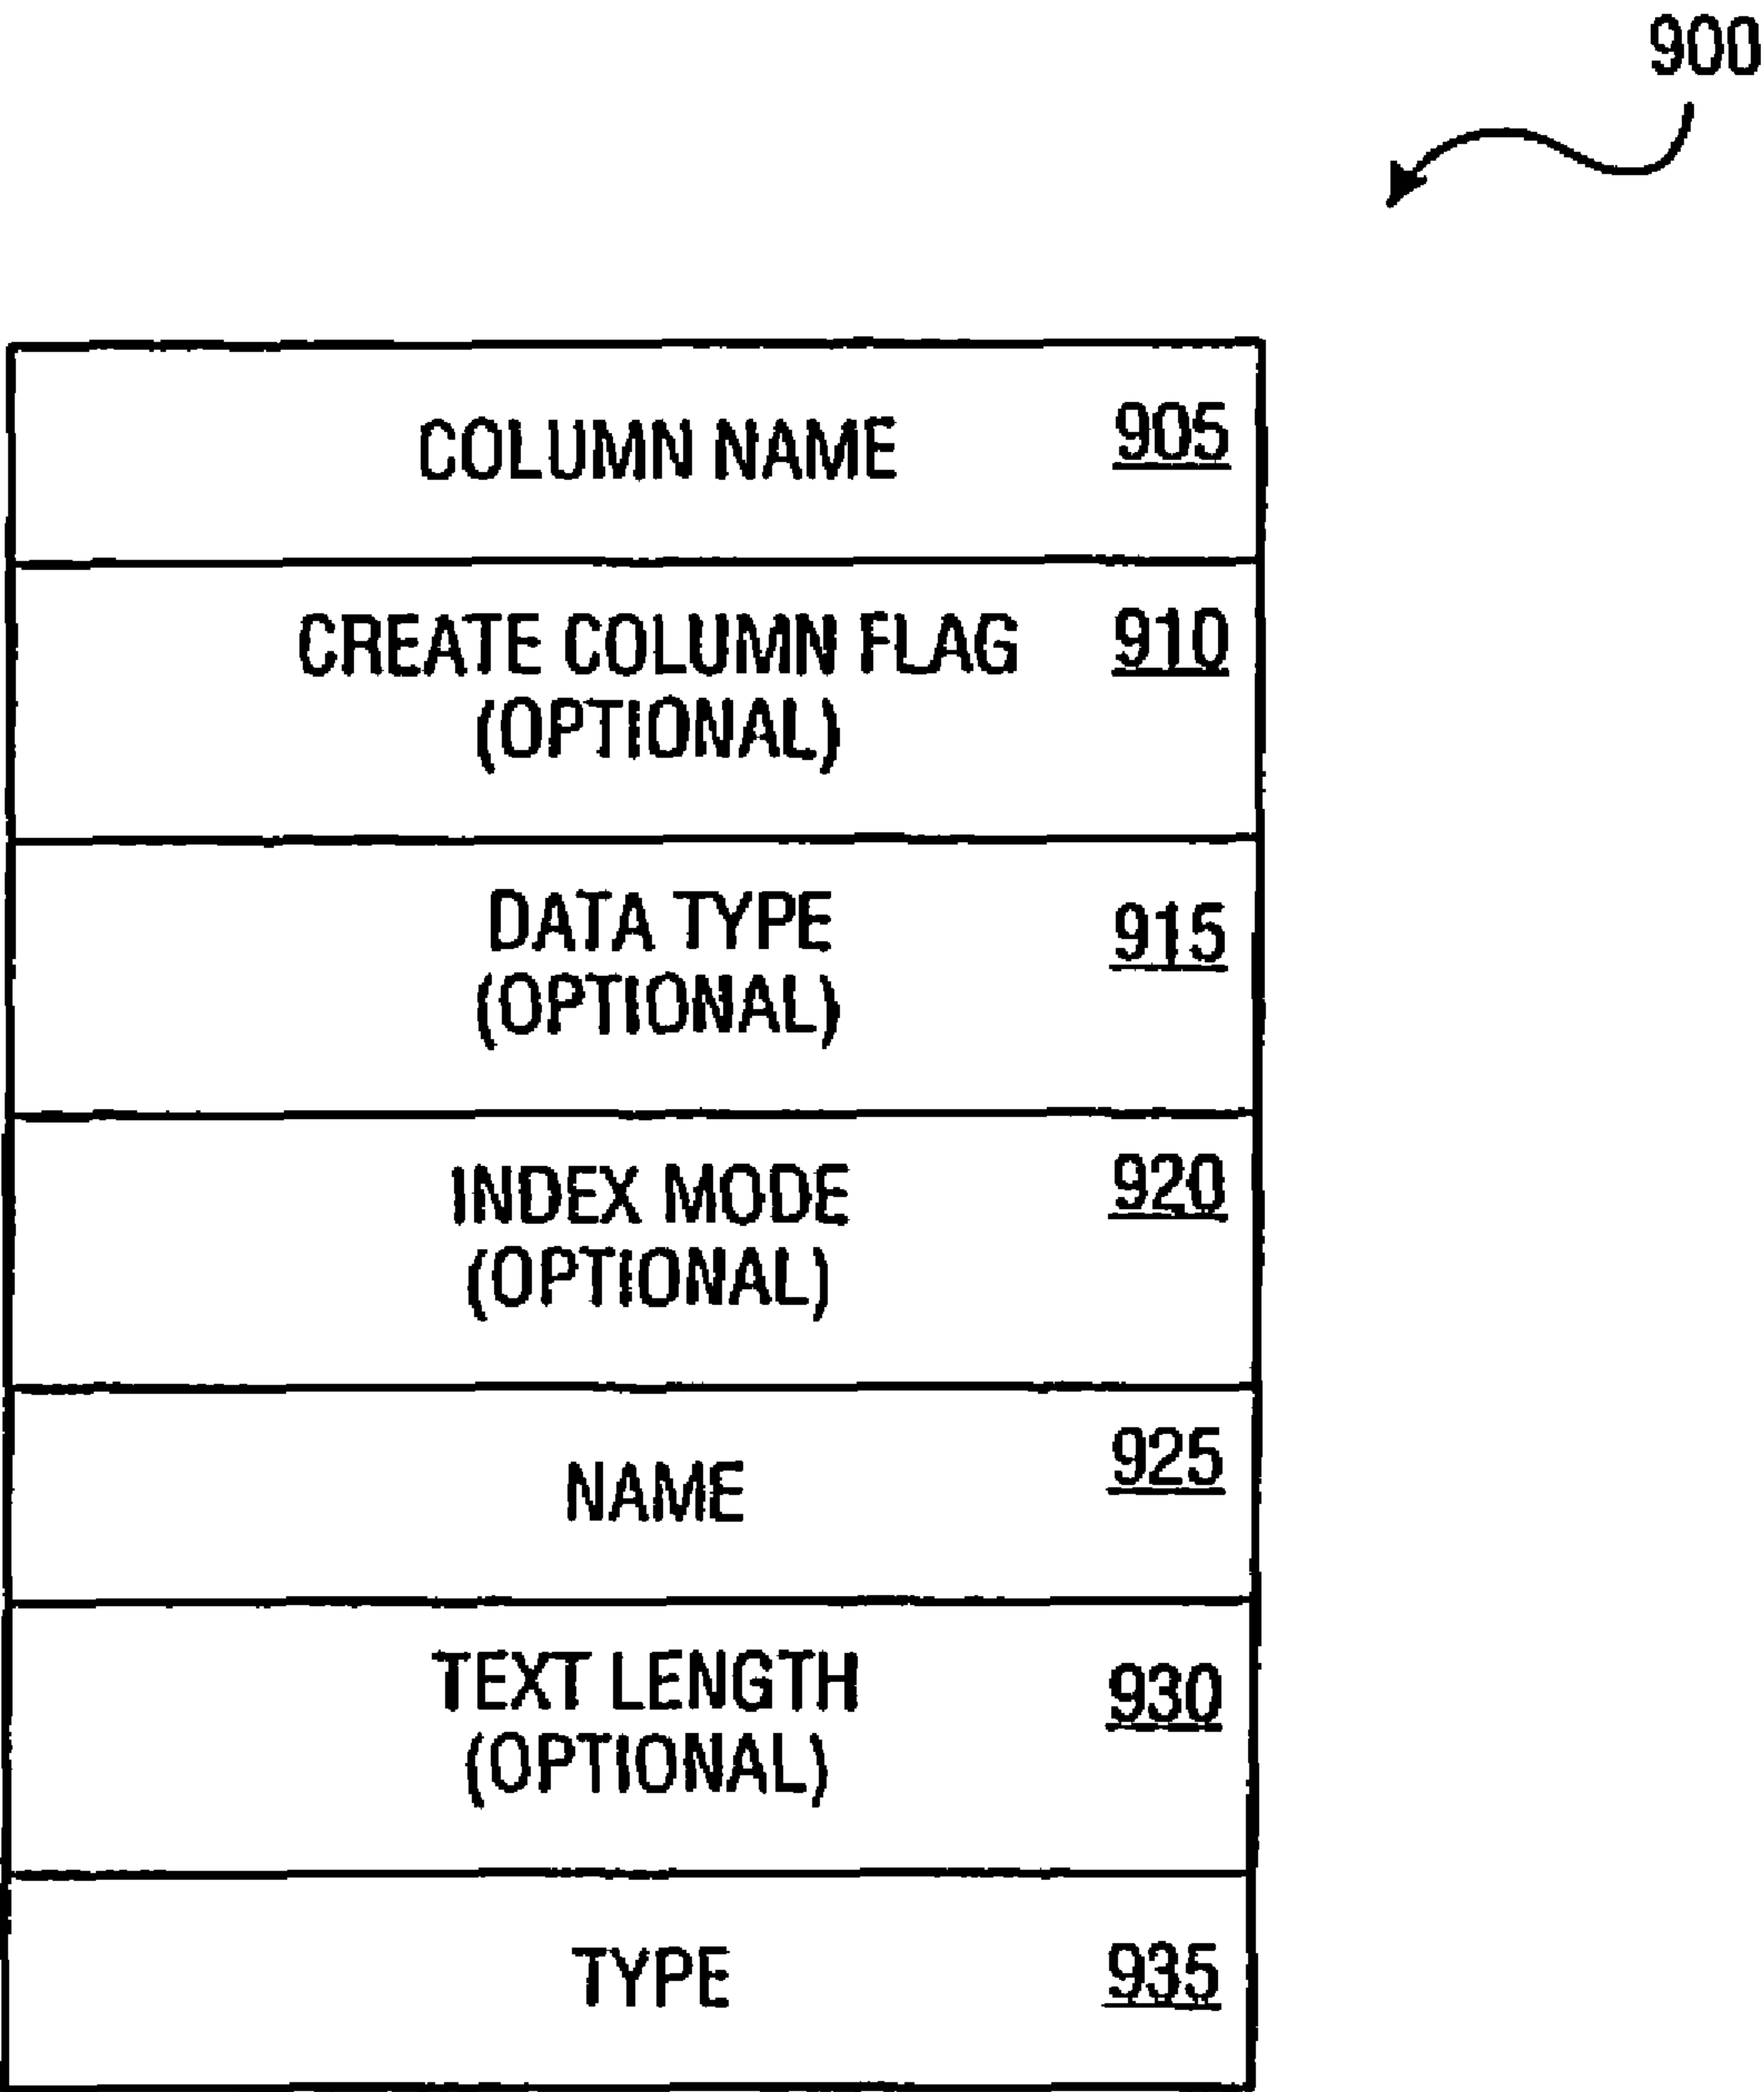 900
COLUMN NAME 905
CREATE COLUMN FLAG 910
(OPTIONAL)
DATA TYPE 915
(OPTIONAL)
INDEX MODE 920
(OPTIONAL)
NAME 925
TEXT LENGTH 930
(OPTIONAL)
TYPE 935